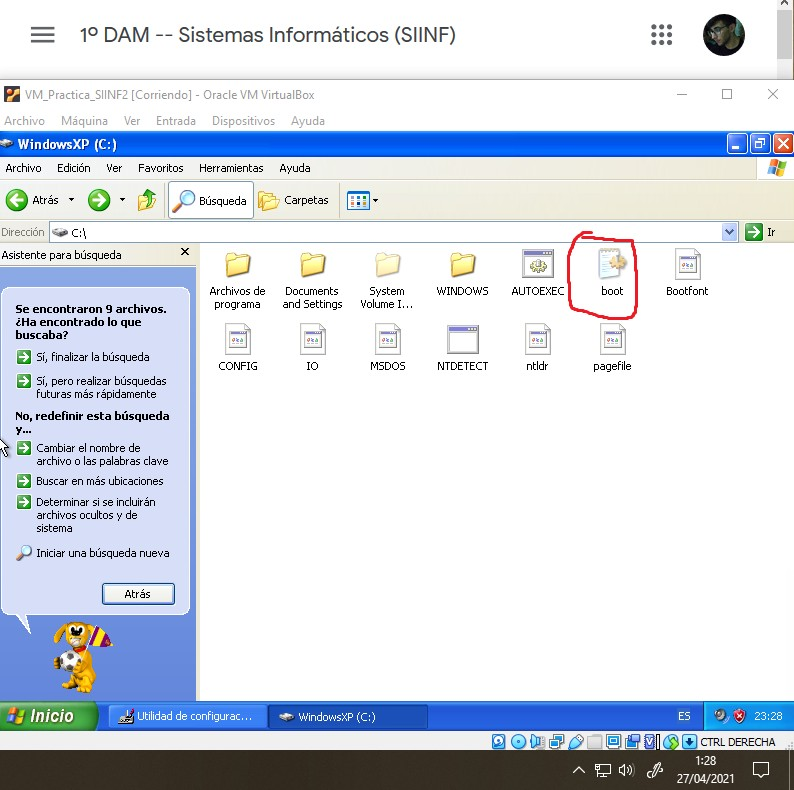 1º DAM -- Sistemas Informáticos (SIINF)
VM_Practica_SIINF2 [Corriendo] - Oracle VM VirtualBox
Archivo Máquina Ver Entrada Dispositivos Ayuda
WindowsXP (C:)
Archivo Edición Ver Favoritos Herramientas Ayuda
Atrás Búsqueda Carpetas
Dirección C:\ Ir
Asistente para búsqueda
Se encontraron 9 archivos.
¿Ha encontrado lo que
buscaba?
Sí, finalizar la búsqueda
Sí, pero realizar búsquedas
futuras más rápidamente
No, redefinir esta búsqueda
y...
Cambiar el nombre de
archivo o las palabras clave
Buscar en más ubicaciones
Determinar si se incluirán
archivos ocultos y de
sistema
Iniciar una búsqueda nueva
Atrás
Archivos de
programa
Documents
and Settings
System
Volume I...
WINDOWS
AUTOEXEC
boot
Bootfont
CONFIG
IO
MSDOS
NTDETECT
ntldr
pagefile
Inicio
Utilidad de configurac...
WindowsXP (C:)
ES
23:28
CTRL DERECHA
1:28
27/04/2021